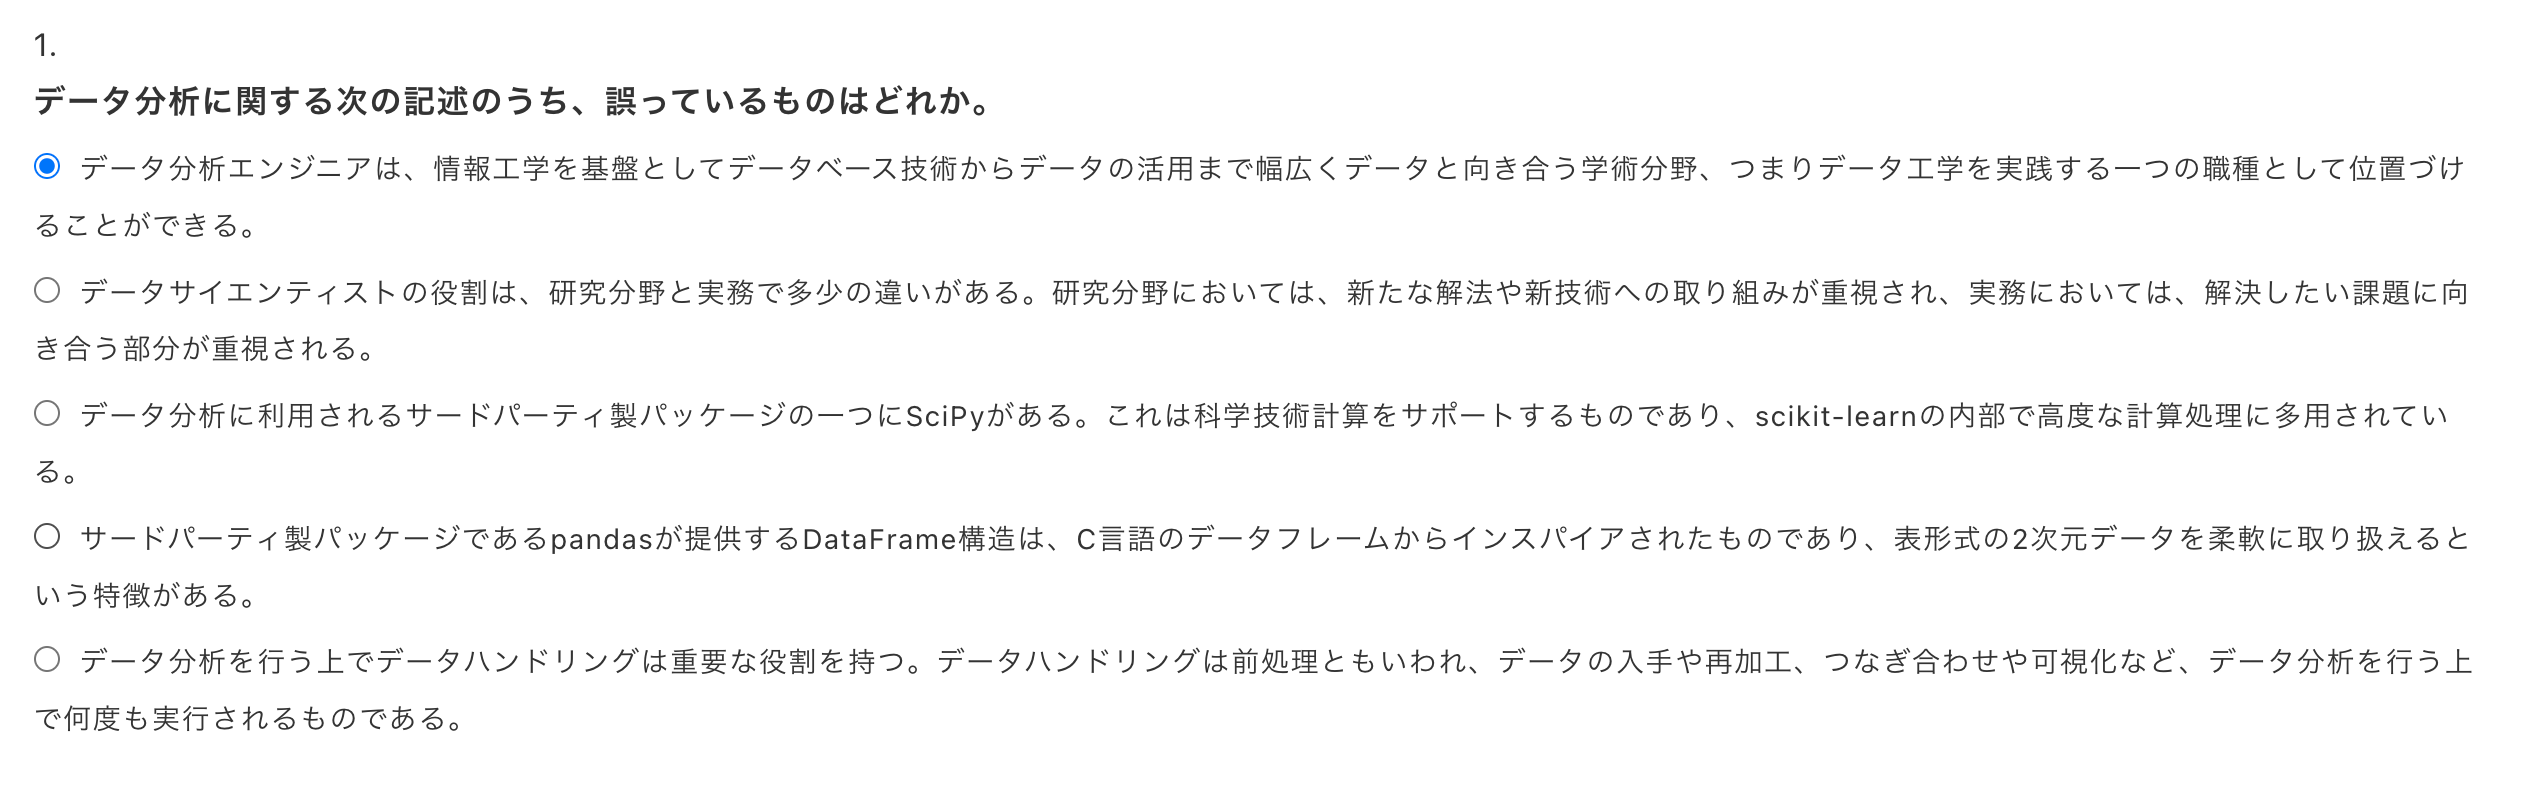 1.
データ分析に関する次の記述のうち、誤っているものはどれか。
データ分析エンジニアは、情報工学を基盤としてデータベース技術からデータの活用まで幅広くデータと向き合う学術分野、つまりデータ工学を実践する一つの職種として位置づけ
ることができる。
データサイエンティストの役割は、研究分野と実務で多少の違いがある。研究分野においては、新たな解法や新技術への取り組みが重視され、実務においては、解決したい課題に向
き合う部分が重視される。
データ分析に利用されるサードパーティ製パッケージの一つにSciPyがある。これは科学技術計算をサポートするものであり、scikit-learnの内部で高度な計算処理に多用されてい
る。
サードパーティ製パッケージであるpandasが提供するDataFrame構造は、C言語のデータフレームからインスパイアされたものであり、表形式の2次元データを柔軟に取り扱えると
いう特徴がある。
データ分析を行う上でデータハンドリングは重要な役割を持つ。データハンドリングは前処理ともいわれ、データの入手や再加工、つなぎ合わせや可視化など、データ分析を行う上
で何度も実行されるものである。